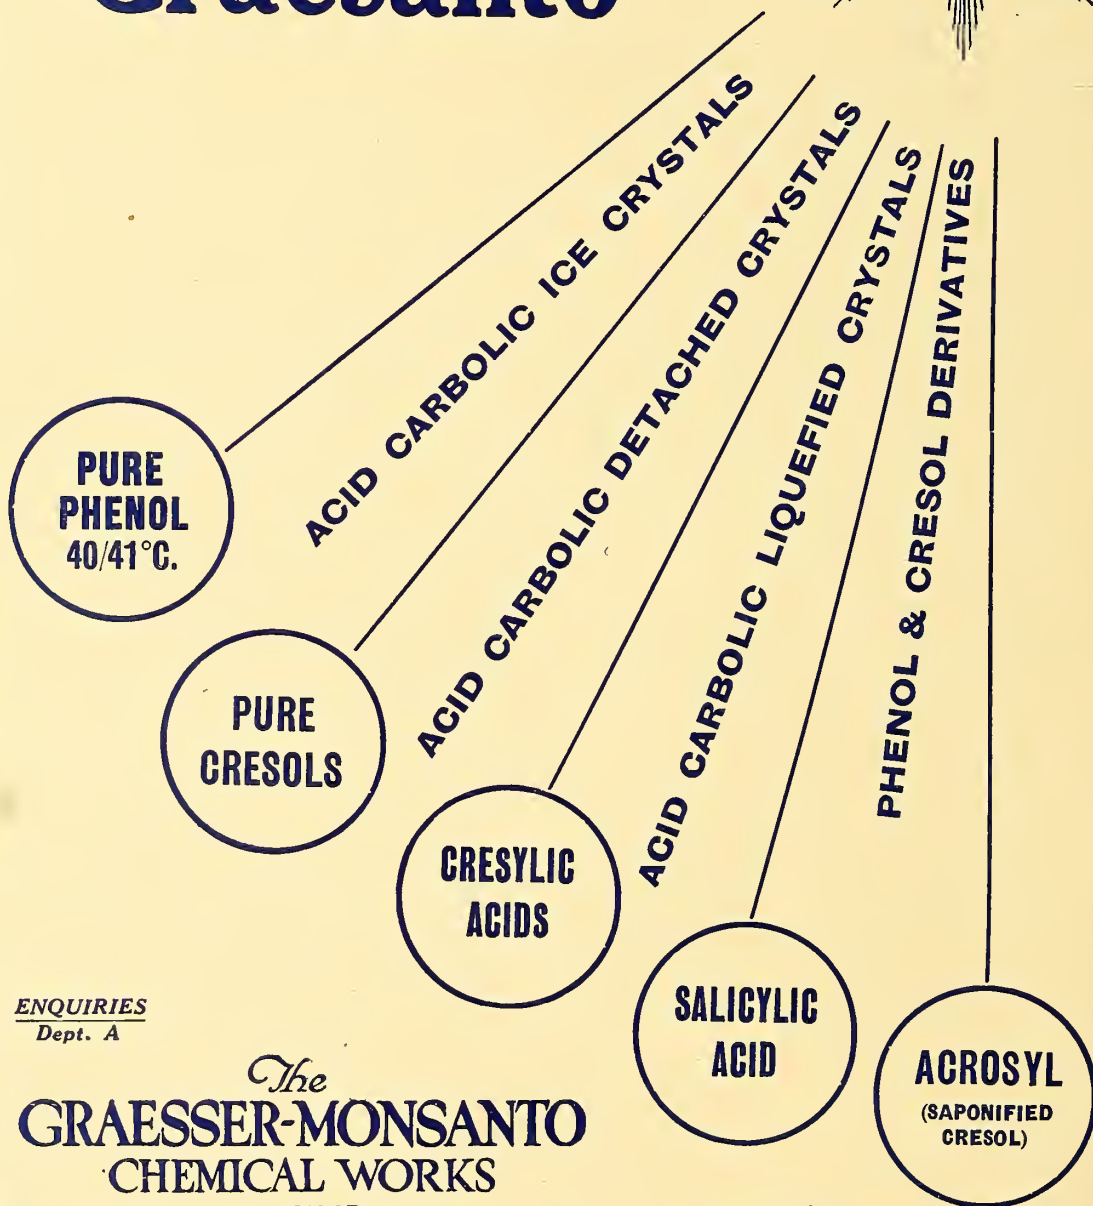 Graesanto
ACID CARBOLIC ICE CRYSTALS
ACID CARBOLIC DETACHED CRYSTALS
ACID CARBOLIC LIQUEFIED CRYSTALS
PHENOL & CRESOL DERIVATIVES
PURE
PHENOL
40/41°C.
PURE
CRESOLS
CRESYLIC
ACIDS
SALICYLIC
ACID
ACROSYL
(SAPONIFIED
CRESOL)
ENQUIRIES
Dept. A
The
GRAESSER-MONSANTO
CHEMICAL WORKS